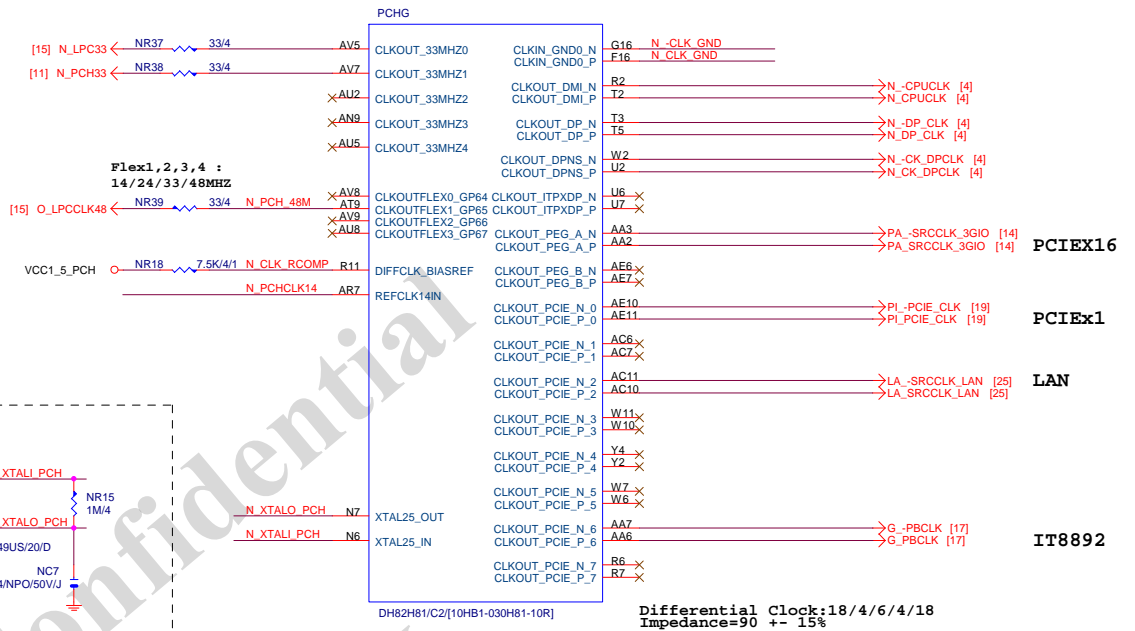 PCHG
[15] N_LPC33 NR37 33/4 AV5 CLKOUT_33MHZ0
[11] N_PCH33 NR38 33/4 AV7 CLKOUT_33MHZ1
AU2 CLKOUT_33MHZ2
AN9 CLKOUT_33MHZ3
AU5 CLKOUT_33MHZ4
Flex1,2,3,4 :
14/24/33/48MHZ
AV8 CLKOUTFLEX0_GP64
[15] O_LPCCLK48 NR39 33/4 N_PCH_48M AT9 CLKOUTFLEX1_GP65
AV9 CLKOUTFLEX2_GP66
AU8 CLKOUTFLEX3_GP67
VCC1_5_PCH NR18 7.5K/4/1 N_CLK_RCOMP R11 DIFFCLK_BIASREF
N_PCHCLK14 AR7 REFCLK14IN
N_XTALO_PCH N7 XTAL25_OUT
N_XTALI_PCH N6 XTAL25_IN
CLKIN_GND0_N G16 N_-CLK_GND
CLKIN_GND0_P F16 N_CLK_GND
CLKOUT_DMI_N R2 N_-CPUCLK [4]
CLKOUT_DMI_P T2 N_CPUCLK [4]
CLKOUT_DP_N T3 N_-DP_CLK [4]
CLKOUT_DP_P T5 N_DP_CLK [4]
CLKOUT_DPNS_N W2 N_-CK_DPCLK [4]
CLKOUT_DPNS_P U2 N_CK_DPCLK [4]
CLKOUT_ITPXDP_N U6
CLKOUT_ITPXDP_P U7
CLKOUT_PEG_A_N AA3 PA_-SRCCLK_3GIO [14]
CLKOUT_PEG_A_P AA2 PA_SRCCLK_3GIO [14]
PCIEX16
CLKOUT_PEG_B_N AE6
CLKOUT_PEG_B_P AE7
CLKOUT_PCIE_N_0 AE10 PI_-PCIE_CLK [19]
CLKOUT_PCIE_P_0 AE11 PI_PCIE_CLK [19]
PCIEx1
CLKOUT_PCIE_N_1 AC6
CLKOUT_PCIE_P_1 AC7
CLKOUT_PCIE_N_2 AC11 LA_-SRCCLK_LAN [25]
CLKOUT_PCIE_P_2 AC10 LA_SRCCLK_LAN [25]
LAN
CLKOUT_PCIE_N_3 W11
CLKOUT_PCIE_P_3 W10
CLKOUT_PCIE_N_4 Y4
CLKOUT_PCIE_P_4 Y2
CLKOUT_PCIE_N_5 W7
CLKOUT_PCIE_P_5 W6
CLKOUT_PCIE_N_6 AA7 G_-PBCLK [17]
CLKOUT_PCIE_P_6 AA6 G_PBCLK [17]
IT8892
CLKOUT_PCIE_N_7 R6
CLKOUT_PCIE_P_7 R7
XTALI_PCH
NR15
1M/4
XTALO_PCH
49US/20/D
NC7
4/NPO/50V/J
DH82H81/C2/[10HB1-030H81-10R]
Differential Clock:18/4/6/4/18
Impedance=90 +- 15%
onfidential